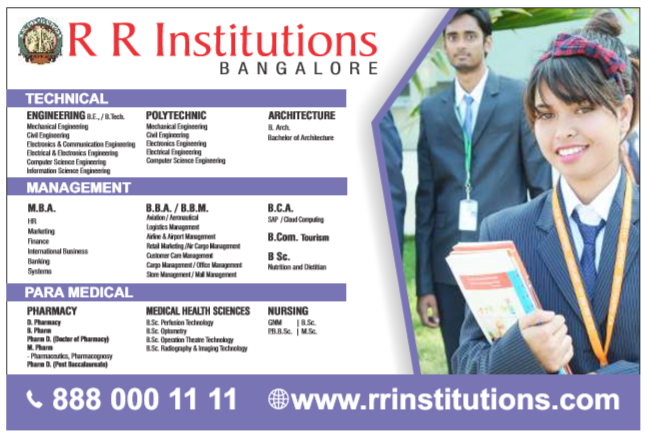 R R Institutions
BANGALORE
TECHNICAL
ENGINEERING B.E., / B.Tech.
Mechanical Engineering
Civil Engineering
Electronics & Communication Engineering
Electrical & Electronics Engineering
Computer Science Engineering
Information Science Engineering
POLYTECHNIC
Mechanical Engineering
Civil Engineering
Electronics Engineering
Electrical Engineering
Computer Science Engineering
ARCHITECTURE
B. Arch.
Bachelor of Architecture
MANAGEMENT
M.B.A.
HR
Marketing
Finance
International Business
Banking
Systems
B.B.A. / B.B.M.
Aviation / Aeronautical
Logistics Management
Airline & Airport Management
Retail Marketing /Air Cargo Management
Customer Care Management
Cargo Management / Office Management
Store Management / Mall Management
B.C.A.
SAP / Cloud Computing
B.Com. Tourism
B Sc.
Nutrition and Dietitian
PARA MEDICAL
PHARMACY
D. Pharmacy
B. Pharm
Pharm D. (Doctor of Pharmacy)
M. Pharm
- Pharmaceutics, Pharmacognosy
Pharm D. (Post Baccalaureate)
MEDICAL HEALTH SCIENCES
B.Sc. Perfusion Technology
B.Sc. Optometry
B.Sc. Operation Theatre Technology
B.Sc. Radiography & Imaging Technology
NURSING
GNM | B.Sc.
P.B.B.Sc. | M.Sc.
888 000 11 11
www.rrinstitutions.com